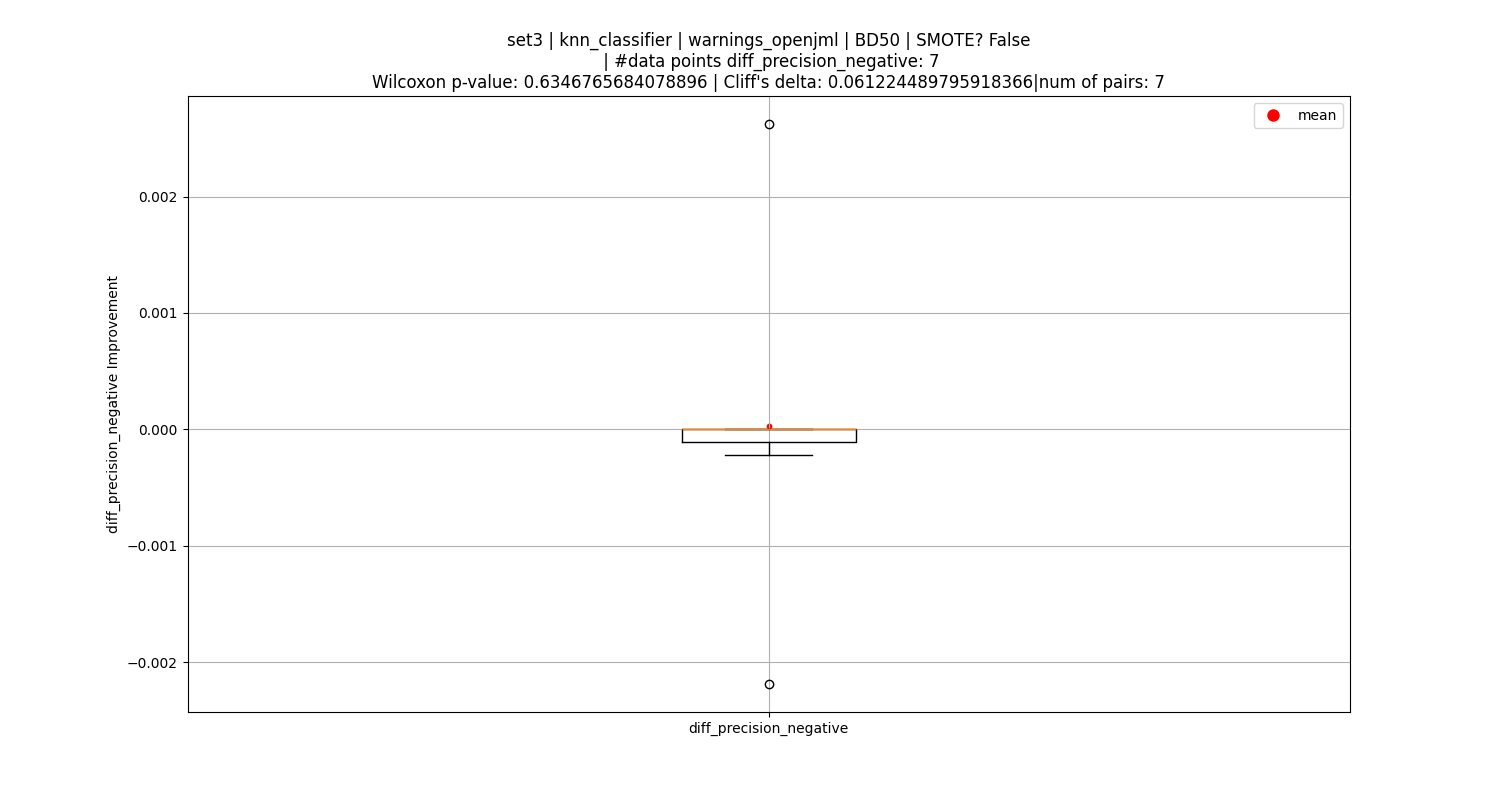 set3 | knn_classifier | warnings_openjml | BD50 | SMOTE? False
| #data points diff_precision_negative: 7
Wilcoxon p-value: 0.6346765684078896 | Cliff's delta: 0.061224489795918366|num of pairs: 7
mean
0.002
0.001
0.000
−0.001
−0.002
diff_precision_negative Improvement
diff_precision_negative